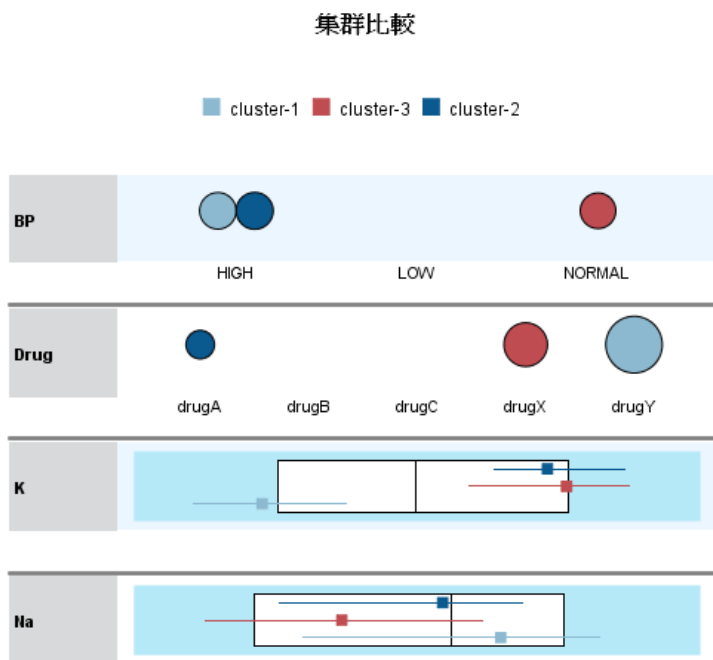 集群比較
cluster-1 cluster-3 cluster-2
BP
HIGH LOW NORMAL
Drug
drugA drugB drugC drugX drugY
K
Na